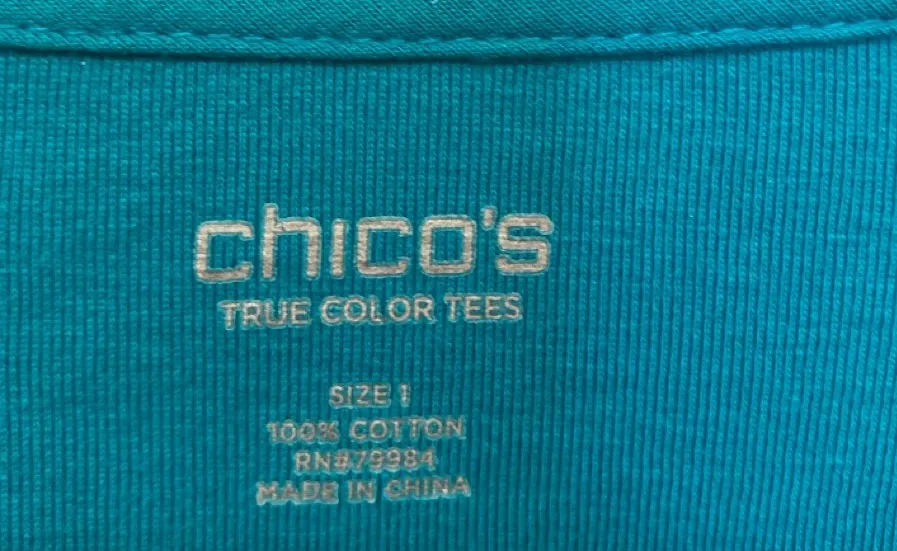 chico's
TRUE COLOR TEES
SIZE 1
100% COTTON
RN#79984
MADE IN CHINA